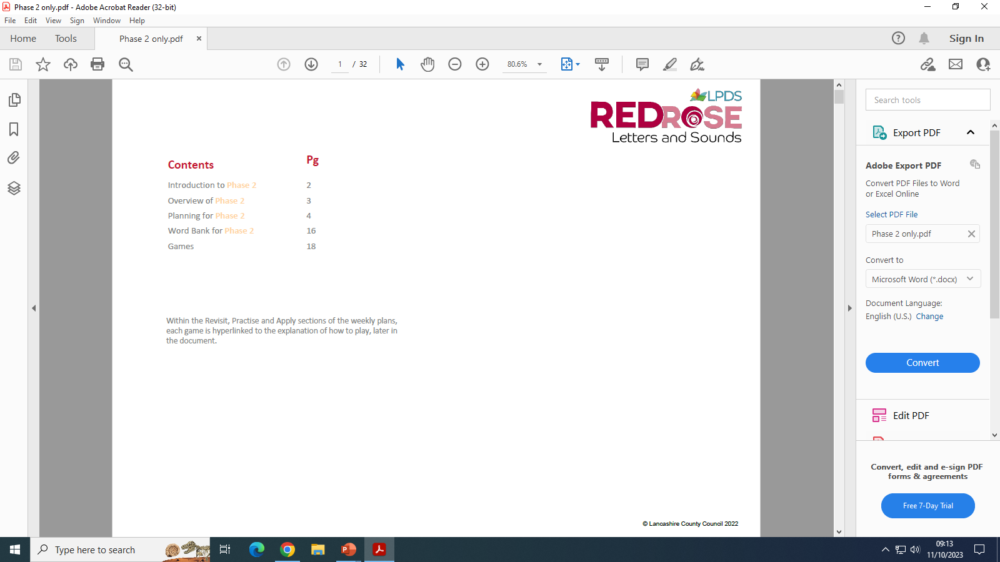 Phase 2 only.pdf - Adobe Acrobat Reader (32-bit)
File Edit View Sign Window Help
Home Tools Phase 2 only.pdf × Sign In
1 / 32 80.6%
LPDS
REDROSE
Letters and Sounds
Contents Pg
Introduction to Phase 2 2
Overview of Phase 2 3
Planning for Phase 2 4
Word Bank for Phase 2 16
Games 18
Within the Revisit, Practise and Apply sections of the weekly plans,
each game is hyperlinked to the explanation of how to play, later in
the document.
© Lancashire County Council 2022
Search tools
Export PDF
Adobe Export PDF
Convert PDF Files to Word
or Excel Online
Select PDF File
Phase 2 only.pdf
Convert to
Microsoft Word (*.docx)
Document Language:
English (U.S.) Change
Convert
Edit PDF
Convert, edit and e-sign PDF
forms & agreements
Free 7-Day Trial
Type here to search
09:13
11/10/2023